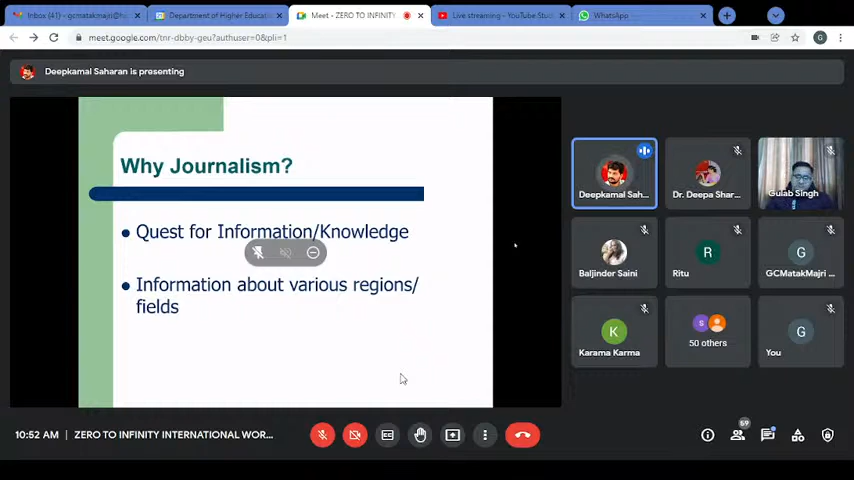 Inbox (41) – gcmatakmajri@h
Department of Higher Educatio
Meet - ZERO TO INFINITY
Live streaming - YouTube Studi
WhatsApp
meet.google.com/tnr-dbby-geu?authuser=0&pli=1
G
Deepkamal Saharan is presenting
Why Journalism?
Quest for Information/Knowledge
Information about various regions/
fields
Deepkamal Sah...
Dr. Deepa Shar...
Gulab Singh
Baljinder Saini
R
Ritu
G
GCMatakMajri ...
K
Karama Karma
S
50 others
G
You
10:52 AM | ZERO TO INFINITY INTERNATIONAL WOR...
59